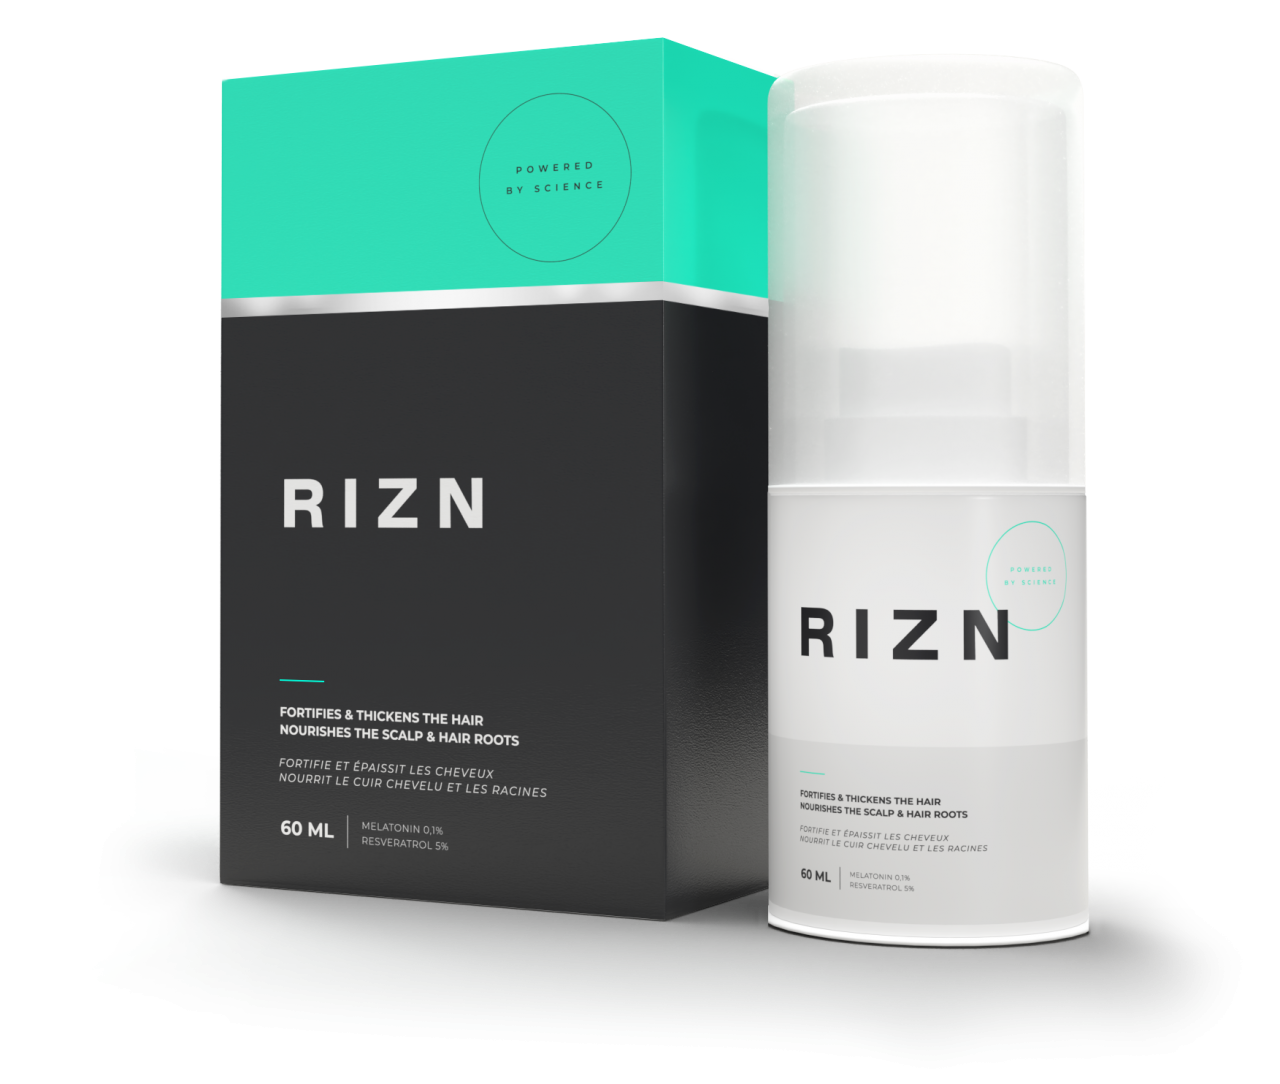 POWERED
BY SCIENCE
RIZN
FORTIFIES & THICKENS THE HAIR
NOURISHES THE SCALP & HAIR ROOTS
FORTIFIE ET ÉPAISSIT LES CHEVEUX
NOURRIT LE CUIR CHEVELU ET LES RACINES
60 ML
MELATONIN 0,1%
RESVERATROL 5%
POWERED
BY SCIENCE
RIZN
FORTIFIES & THICKENS THE HAIR
NOURISHES THE SCALP & HAIR ROOTS
FORTIFIE ET ÉPAISSIT LES CHEVEUX
NOURRIT LE CUIR CHEVELU ET LES RACINES
60 ML
MELATONIN 0,1%
RESVERATROL 5%